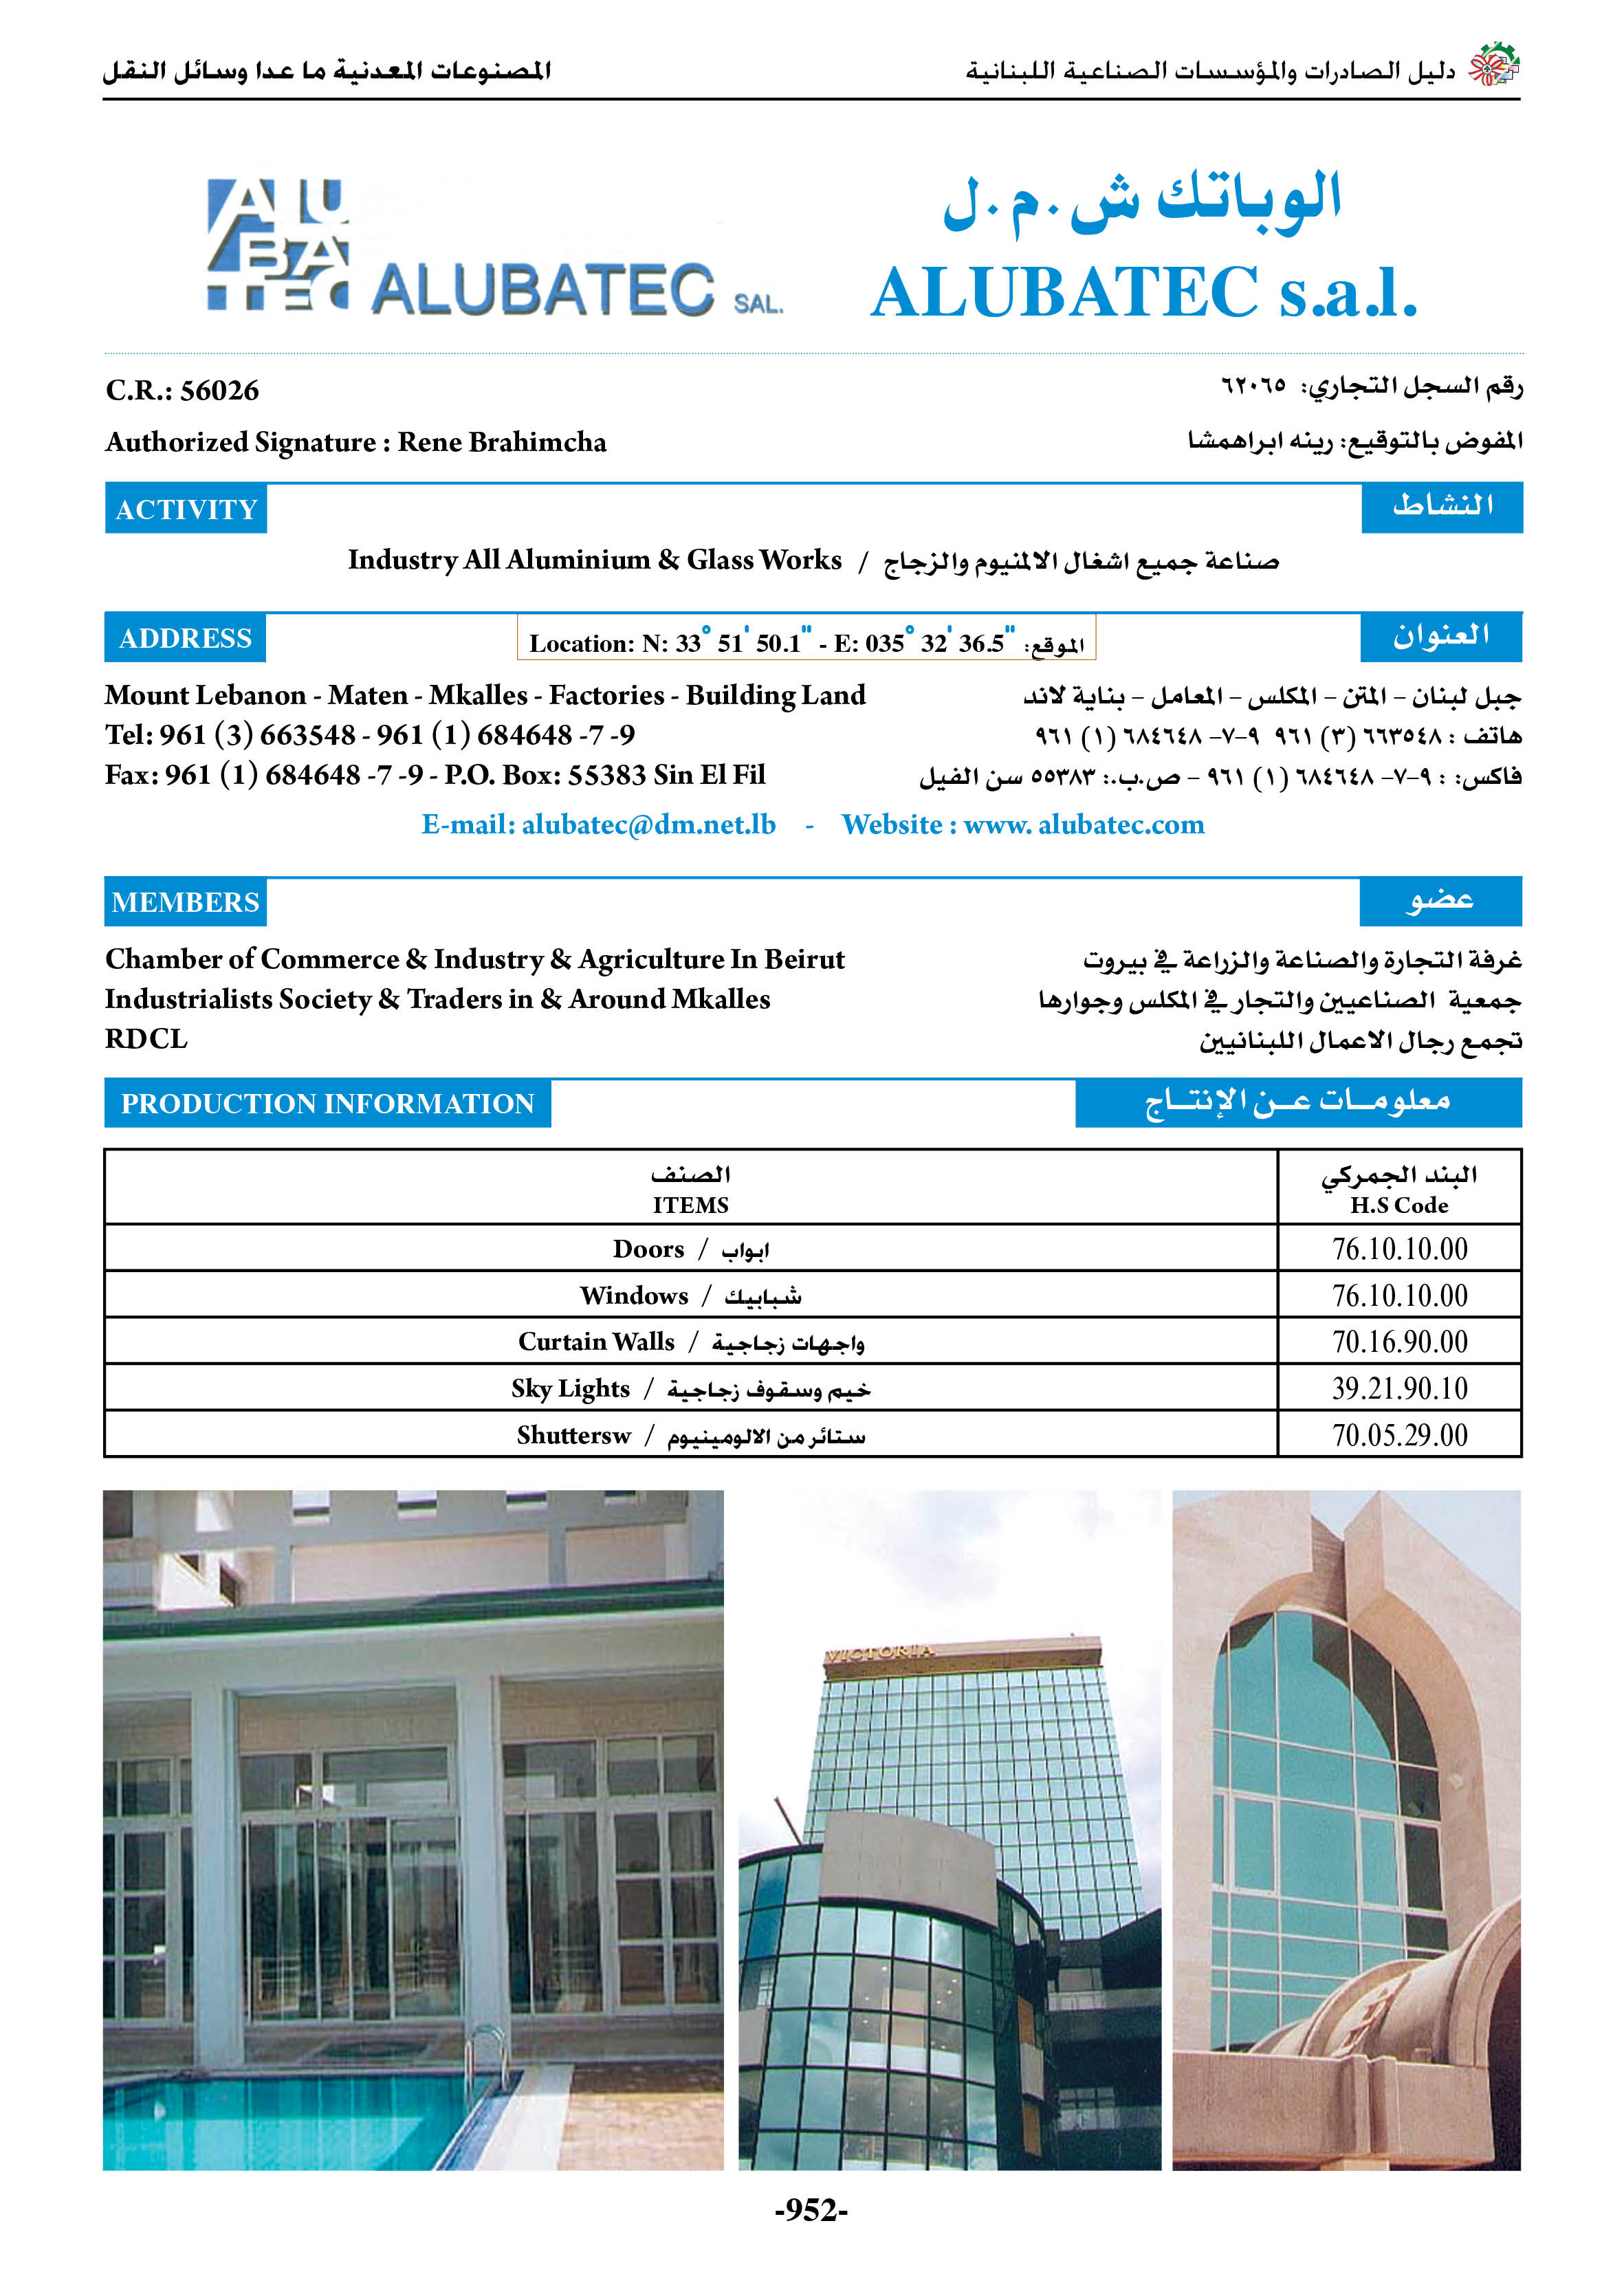 المصنوعات المعدنية ما عدا وسائل النقل
دليل الصادرات والمؤسسات الصناعية اللبنانية
ALU
BA
TEC
ALUBATEC SAL.
الوباتك ش.م.ل
ALUBATEC s.a.l.
C.R.: 56026
رقم السجل التجاري: ٦٢٠٦٥
Authorized Signature : Rene Brahimcha
المفوض بالتوقيع: رينه ابراهمشا
ACTIVITY
النشاط
Industry All Aluminium & Glass Works / صناعة جميع اشغال الالمنيوم والزجاج
ADDRESS
Location: N: 33° 51' 50.1" - E: 035° 32' 36.5" :الموقع
العنوان
Mount Lebanon - Maten - Mkalles - Factories - Building Land
جبل لبنان – المتن – المكلس – المعامل – بناية لاند
Tel: 961 (3) 663548 - 961 (1) 684648 -7 -9
هاتف : ٦٦٣٥٤٨ (٣) ٩٦١ ٩-٧- ٦٨٤٦٤٨ (١) ٩٦١
Fax: 961 (1) 684648 -7 -9 - P.O. Box: 55383 Sin El Fil
فاكس: : ٩-٧- ٦٨٤٦٤٨ (١) ٩٦١ – ص.ب.: ٥٥٣٨٣ سن الفيل
E-mail: alubatec@dm.net.lb - Website : www. alubatec.com
MEMBERS
عضو
Chamber of Commerce & Industry & Agriculture In Beirut
غرفة التجارة والصناعة والزراعة في بيروت
Industrialists Society & Traders in & Around Mkalles
جمعية الصناعيين والتجار في المكلس وجوارها
RDCL
تجمع رجال الاعمال اللبنانيين
PRODUCTION INFORMATION
معلومــات عــن الإنتــاج
الصنف
البند الجمركي
ITEMS
H.S Code
Doors / ابواب
76.10.10.00
Windows / شبابيك
76.10.10.00
Curtain Walls / واجهات زجاجية
70.16.90.00
Sky Lights / خيم وسقوف زجاجية
39.21.90.10
Shuttersw / ستائر من الالومينيوم
70.05.29.00
VICTORIA
-952-